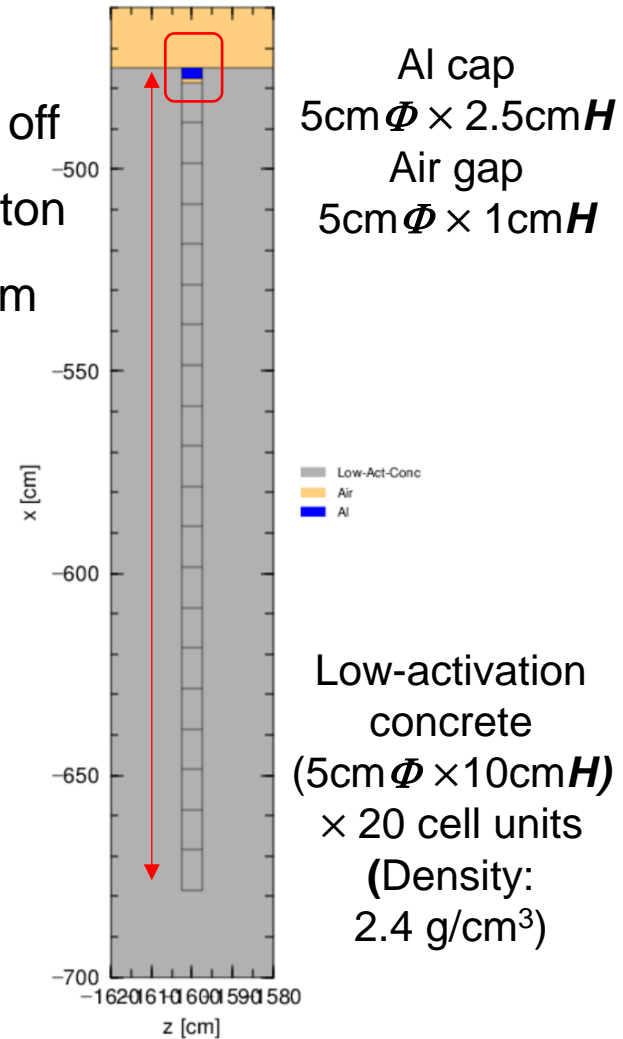 off
ton
m
Al cap
5cmΦ × 2.5cmH
Air gap
5cmΦ × 1cmH
−500
−550
−600
−650
−700
x [cm]
Low-Act-Conc
Air
Al
Low-activation
concrete
(5cmΦ ×10cmH)
× 20 cell units
(Density:
2.4 g/cm³)
−1620−1610−1600−1590−1580
z [cm]